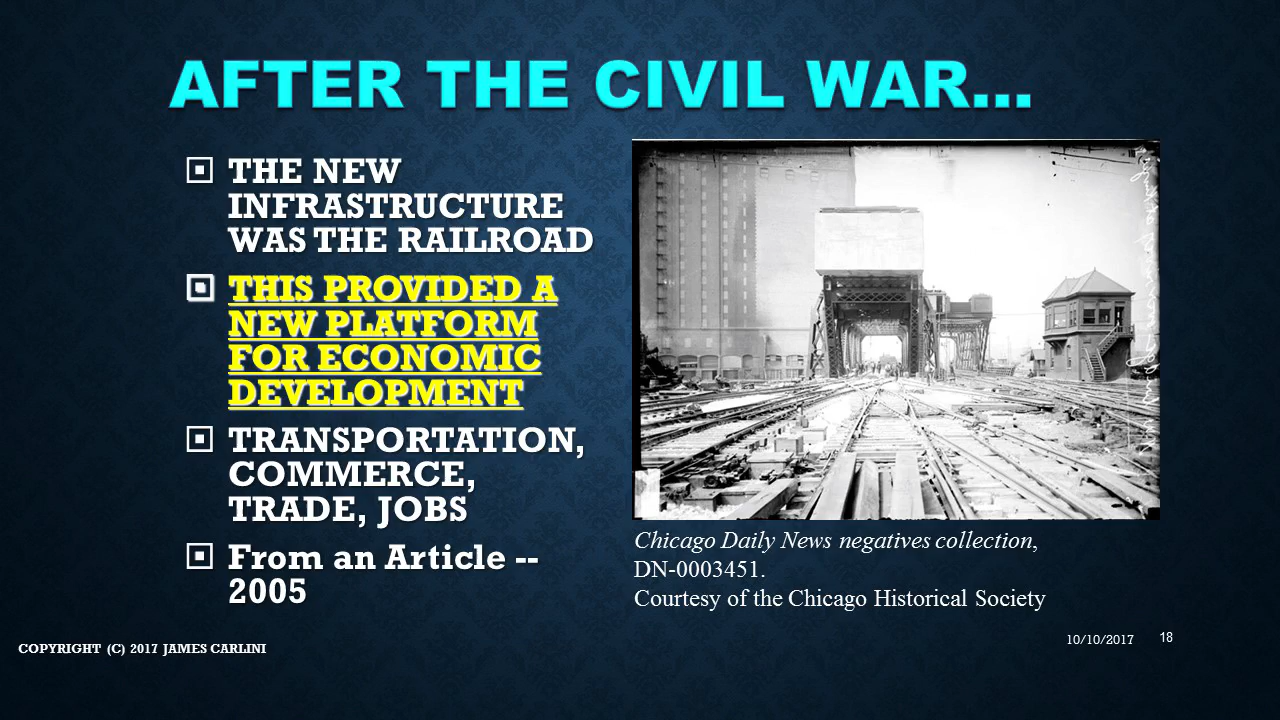 AFTER THE CIVIL WAR...
THE NEW
INFRASTRUCTURE
WAS THE RAILROAD
THIS PROVIDED A
NEW PLATFORM
FOR ECONOMIC
DEVELOPMENT
TRANSPORTATION,
COMMERCE,
TRADE, JOBS
From an Article --
2005
Chicago Daily News negatives collection,
DN-0003451.
Courtesy of the Chicago Historical Society
COPYRIGHT (C) 2017 JAMES CARLINI
10/10/2017
18